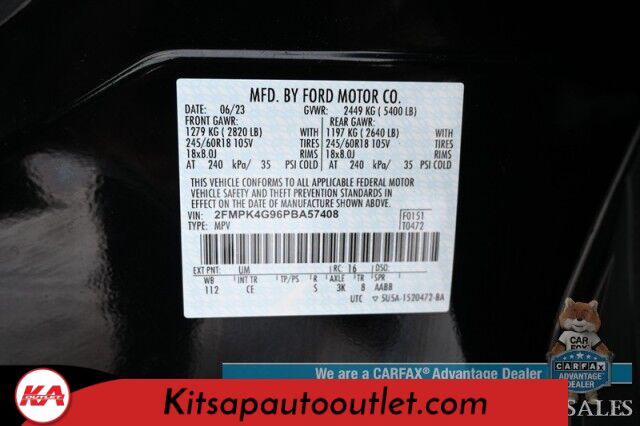 MFD. BY FORD MOTOR CO.
DATE: 06/23 GVWR: 2449 KG ( 5400 LB)
FRONT GAWR: REAR GAWR:
1279 KG ( 2820 LB) WITH 1197 KG ( 2640 LB) WITH
245/60R18 105V TIRES 245/60R18 105V TIRES
18x8.0J RIMS 18x8.0J RIMS
AT 240 kPa/ 35 PSI COLD AT 240 kPa/ 35 PSI COLD
THIS VEHICLE CONFORMS TO ALL APPLICABLE FEDERAL MOTOR
VEHICLE SAFETY AND THEFT PREVENTION STANDARDS IN
EFFECT ON THE DATE OF MANUFACTURE SHOWN ABOVE.
VIN: 2FMPK4G96PBA57408 F0151
TYPE: MPV T0472
EXT PNT: UM RC: 16 DSO:
WB INT TR TP/PS R AXLE TR SPR
112 CE S 3K 8 AABB
UTC 5U5A-1520472-BA
CAR
FOX
We are a CARFAX® Advantage Dealer
CARFAX
ADVANTAGE
DEALER
KA
OUTLET
Kitsapautooutlet.com
SALES